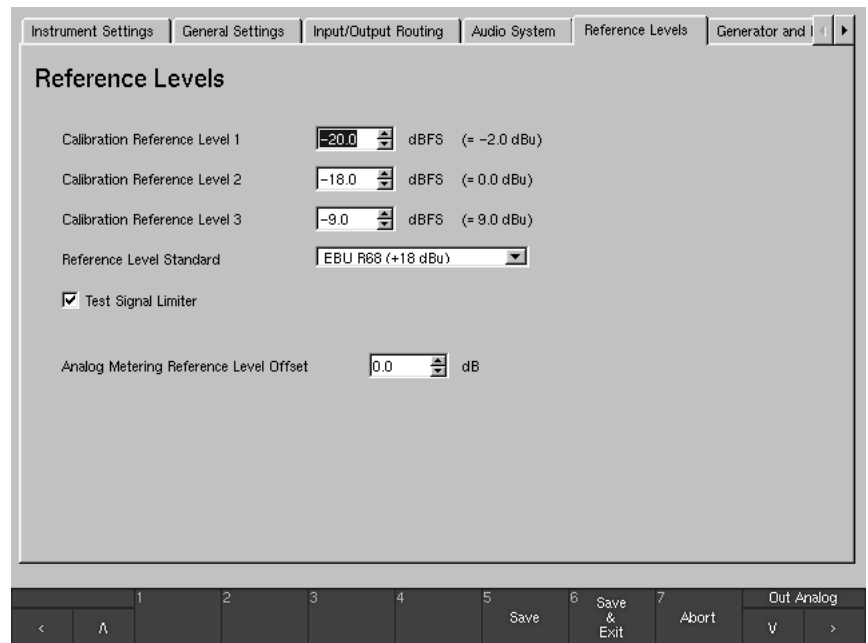 Instrument Settings General Settings Input/Output Routing Audio System Reference Levels Generator and
Reference Levels
Calibration Reference Level 1 -20.0 dBFS (= -2.0 dBu)
Calibration Reference Level 2 -18.0 dBFS (= 0.0 dBu)
Calibration Reference Level 3 -9.0 dBFS (= 9.0 dBu)
Reference Level Standard EBU R68 (+18 dBu)
Test Signal Limiter
Analog Metering Reference Level Offset 0.0 dB
1 2 3 4 5 6 7 Out Analog
< Λ Save Save & Exit Abort V >